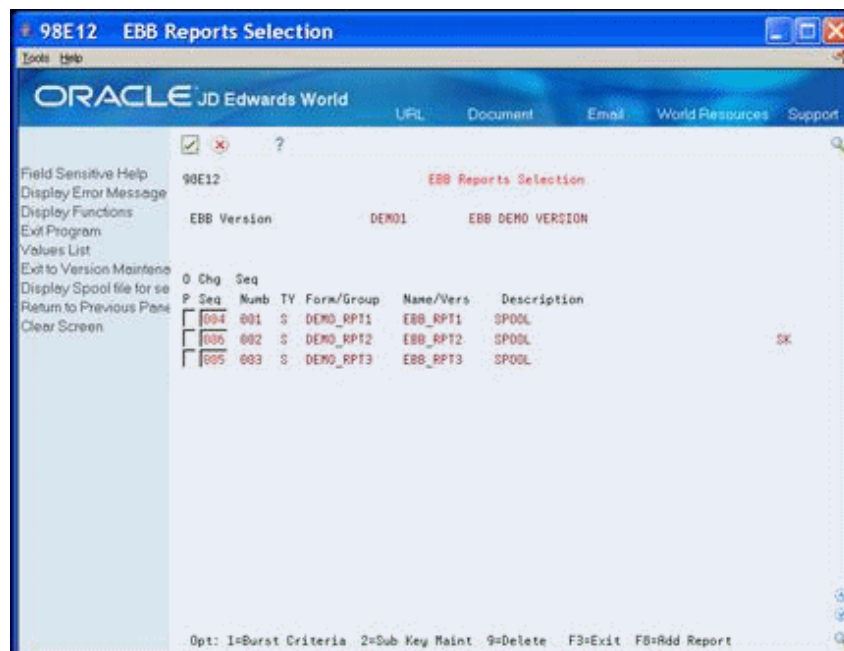 98E12 EBB Reports Selection
Tools Help
ORACLE JD Edwards World
URL Document Email World Resources Support
?
Field Sensitive Help
Display Error Message
Display Functions
Exit Program
Values List
Exit to Version Maintena
Display Spool file for se
Return to Previous Pane
Clear Screen
98E12 EBB Reports Selection
EBB Version DEMO1 EBB DEMO VERSION
O Chg Seq
P Seq Numb TY Form/Group Name/Vers Description
004 001 S DEMO_RPT1 EBB_RPT1 SPOOL
006 002 S DEMO_RPT2 EBB_RPT2 SPOOL SK
005 003 S DEMO_RPT3 EBB_RPT3 SPOOL
Opt: 1=Burst Criteria 2=Sub Key Maint 9=Delete F3=Exit F8=Add Report